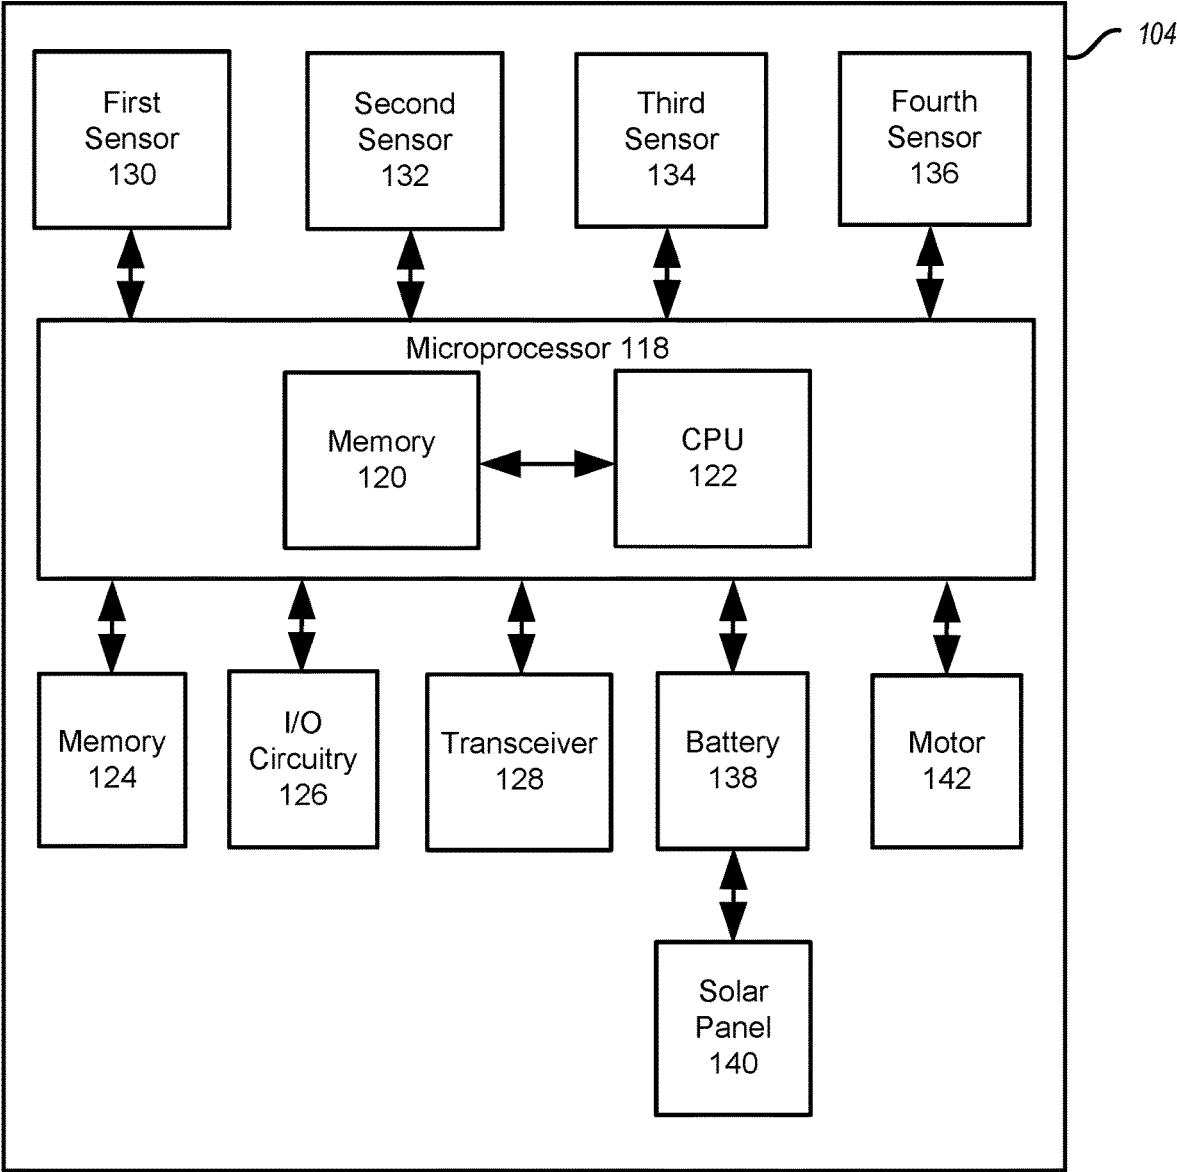 104
First
Sensor
130
Second
Sensor
132
Third
Sensor
134
Fourth
Sensor
136
Microprocessor 118
Memory
120
CPU
122
Memory
124
I/O
Circuitry
126
Transceiver
128
Battery
138
Motor
142
Solar
Panel
140